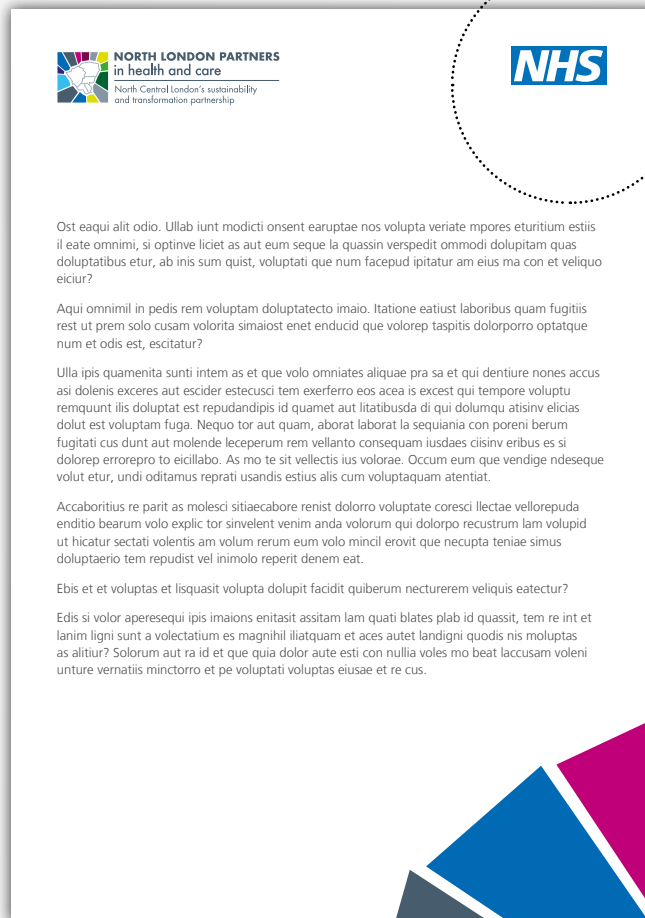 NORTH LONDON PARTNERS
in health and care
North Central London's sustainability
and transformation partnership
NHS
Ost eaqui alit odio. Ullab iunt modicti onsent earuptae nos volupta veriate mpores eturitium estiis
il eate omnimi, si optinve liciet as aut eum seque la quassin verspedit ommodi dolupitam quas
doluptatibus etur, ab inis sum quist, voluptati que num facepud ipitatur am eius ma con et veliquo
eiciur?
Aqui omnimil in pedis rem voluptam doluptatecto imaio. Itatione eatiust laboribus quam fugitiis
rest ut prem solo cusam volorita simaiost enet enducid que volorep taspitis dolorporro optatque
num et odis est, escitatur?
Ulla ipis quamenita sunti intem as et que volo omniates aliquae pra sa et qui dentiure nones accus
asi dolenis exceres aut escider estecusci tem exerferro eos acea is excest qui tempore voluptu
remquunt ilis doluptat est repudandipis id quamet aut litatibusda di qui dolumqu atisinv elicias
dolut est voluptam fuga. Nequo tor aut quam, aborat laborat la sequiania con poreni berum
fugitati cus dunt aut molende leceperum rem vellanto consequam iusdaes ciisinv eribus es si
dolorep errorepro to eicillabo. As mo te sit vellectis ius volorae. Occum eum que vendige ndeseque
volut etur, undi oditamus reprati usandis estius alis cum voluptaquam atentiat.
Accaboritius re parit as molesci sitiaecabore renist dolorro voluptate coresci llectae vellorepuda
enditio bearum volo explic tor sinvelent venim anda volorum qui dolorpo recustrum lam volupid
ut hicatur sectati volentis am volum rerum eum volo mincil erovit que necupta teniae simus
doluptaerio tem repudist vel inimolo reperit denem eat.
Ebis et et voluptas et lisquasit volupta dolupit facidit quiberum necturerem veliquis eatectur?
Edis si volor aperesequi ipis imaions enitasit assitam lam quati blates plab id quassit, tem re int et
lanim ligni sunt a volectatium es magnihil iliatquam et aces autet landigni quodis nis moluptas
as alitiur? Solorum aut ra id et que quia dolor aute esti con nullia voles mo beat laccusam voleni
unture vernatiis minctorro et pe voluptati voluptas eiusae et re cus.